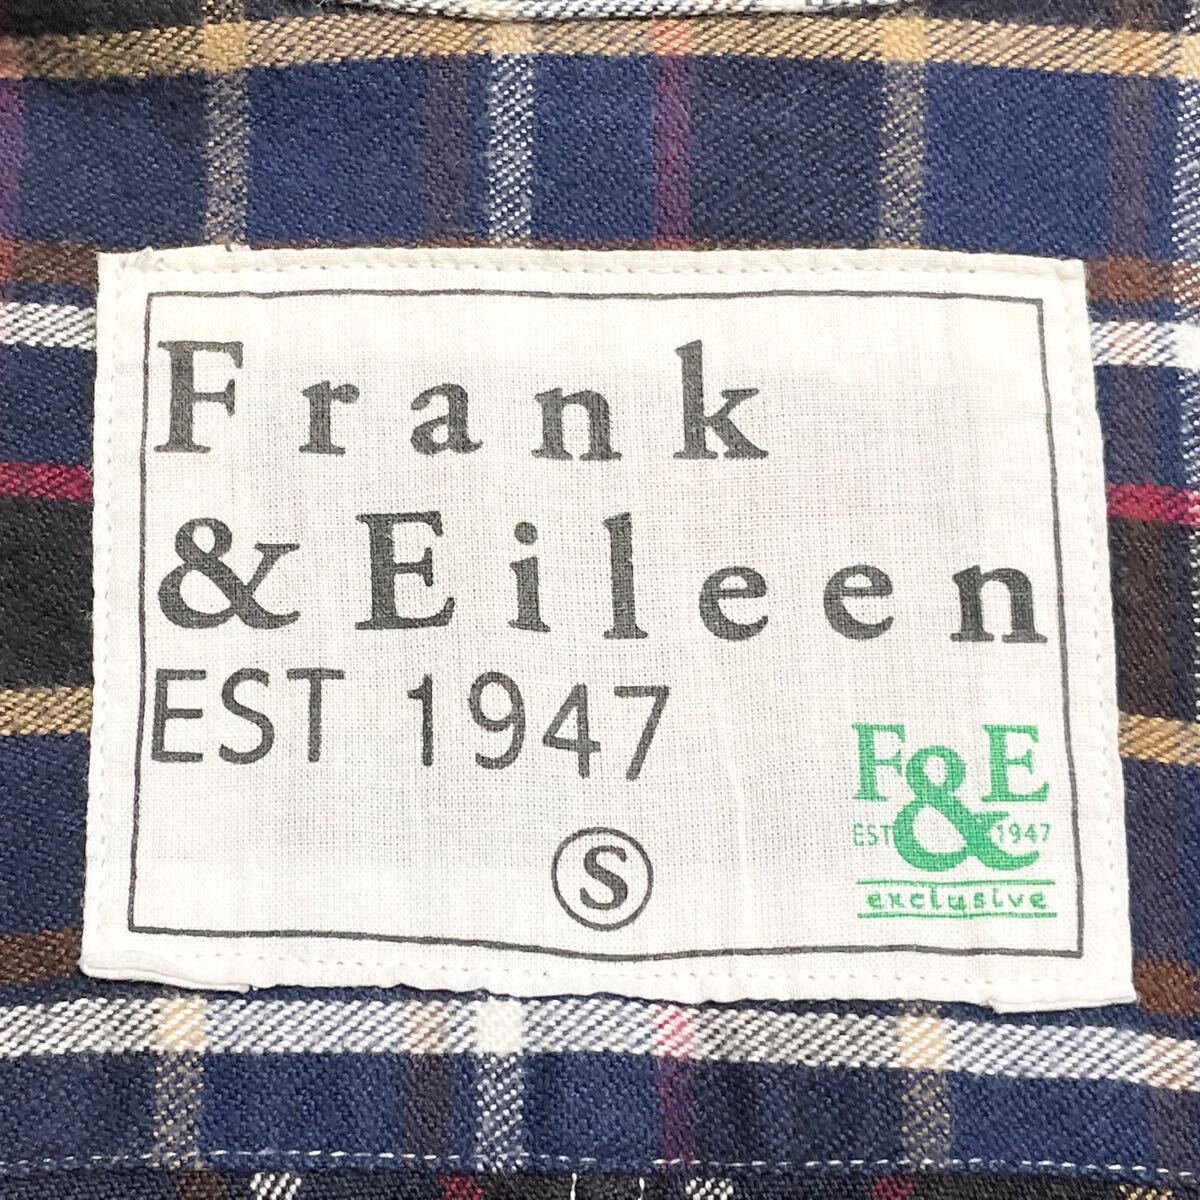 Frank
& Eileen
EST 1947
S
F&E
EST 1947
exclusive